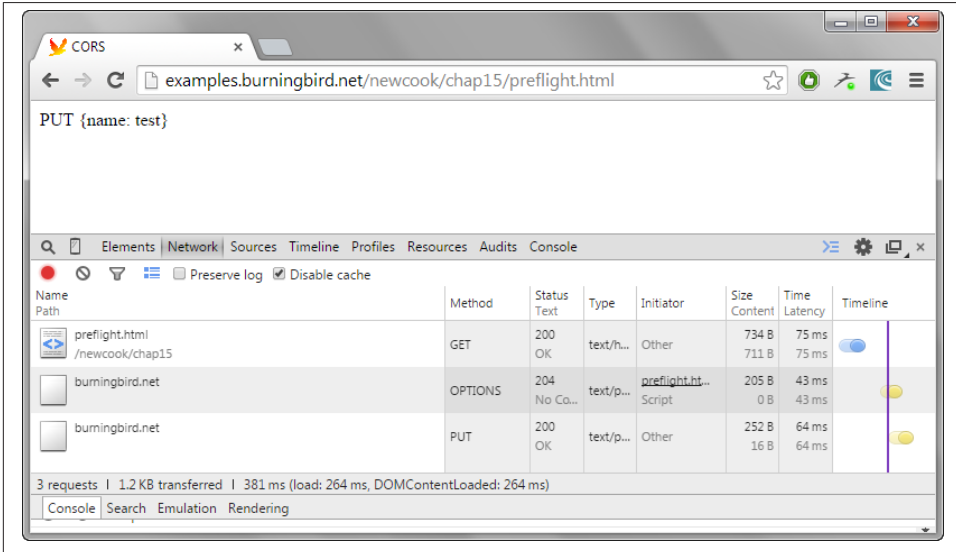 CORS
examples.burningbird.net/newcook/chap15/preflight.html
PUT {name: test}
Elements Network Sources Timeline Profiles Resources Audits Console
Preserve log Disable cache
Name Method Status Type Initiator Size Time Timeline
Path Text Content Latency
preflight.html GET 200 text/h... Other 734 B 75 ms
/newcook/chap15 OK 711 B 75 ms
burningbird.net OPTIONS 204 text/p... preflight.ht... 205 B 43 ms
No Co... Script 0 B 43 ms
burningbird.net PUT 200 text/p... Other 252 B 64 ms
OK 16 B 64 ms
3 requests | 1.2 KB transferred | 381 ms (load: 264 ms, DOMContentLoaded: 264 ms)
Console Search Emulation Rendering